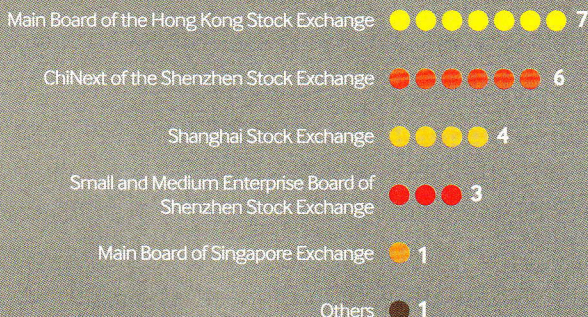 Main Board of the Hong Kong Stock Exchange 7
ChiNext of the Shenzhen Stock Exchange 6
Shanghai Stock Exchange 4
Small and Medium Enterprise Board of
Shenzhen Stock Exchange 3
Main Board of Singapore Exchange 1
Others 1